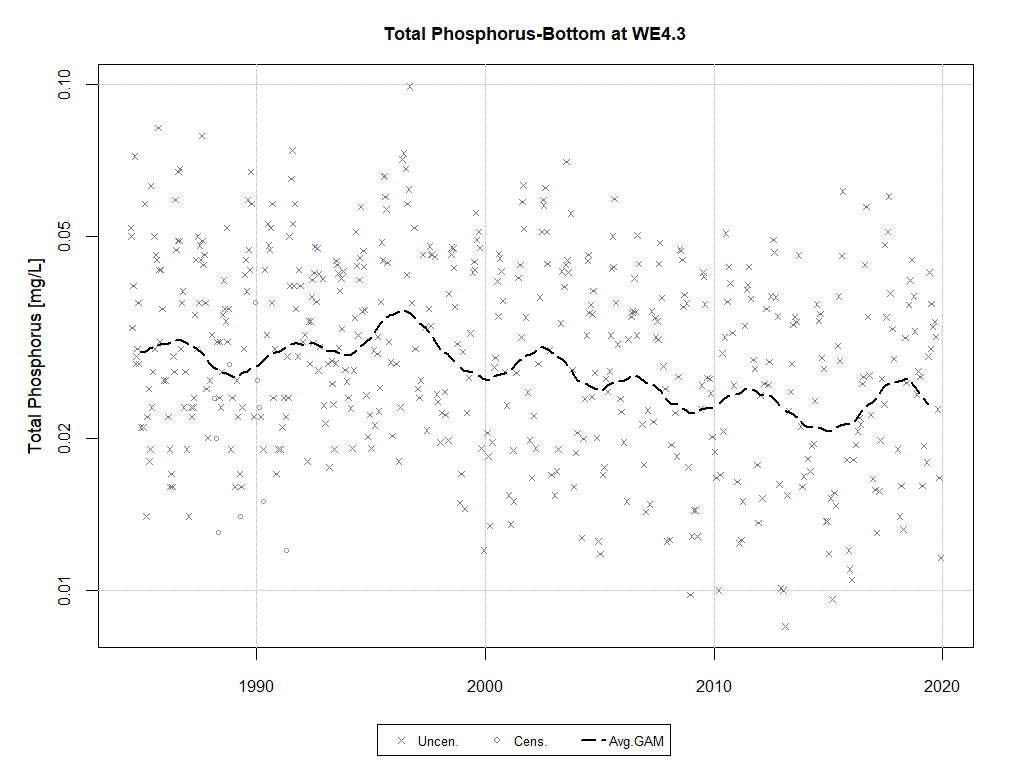 Total Phosphorus-Bottom at WE4.3
Total Phosphorus [mg/L]
0.10
0.05
0.02
0.01
1990 2000 2010 2020
Uncen. Cens. Avg.GAM